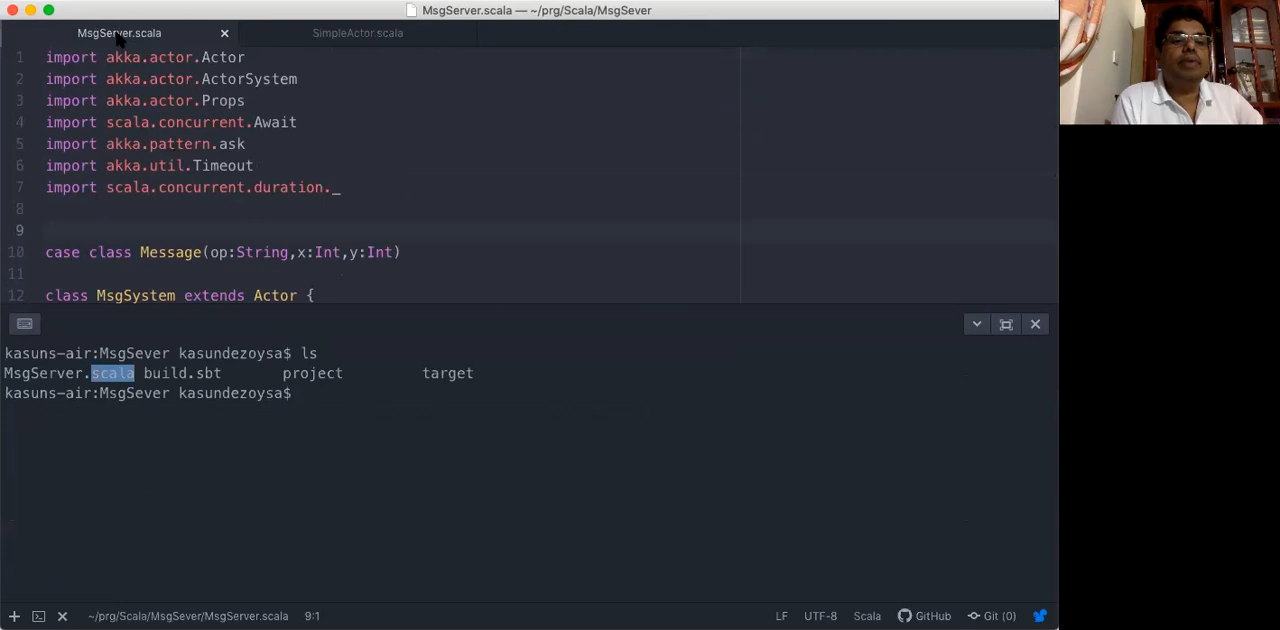 MsgServer.scala — ~/prg/Scala/MsgSever
MsgServer.scala
SimpleActor.scala
1 import akka.actor.Actor
2 import akka.actor.ActorSystem
3 import akka.actor.Props
4 import scala.concurrent.Await
5 import akka.pattern.ask
6 import akka.util.Timeout
7 import scala.concurrent.duration._
8
9
10 case class Message(op:String,x:Int,y:Int)
11
12 class MsgSystem extends Actor {
kasuns-air:MsgSever kasundezoysa$ ls
MsgServer.scala build.sbt project target
kasuns-air:MsgSever kasundezoysa$
~/prg/Scala/MsgSever/MsgServer.scala 9:1 LF UTF-8 Scala GitHub Git (0)